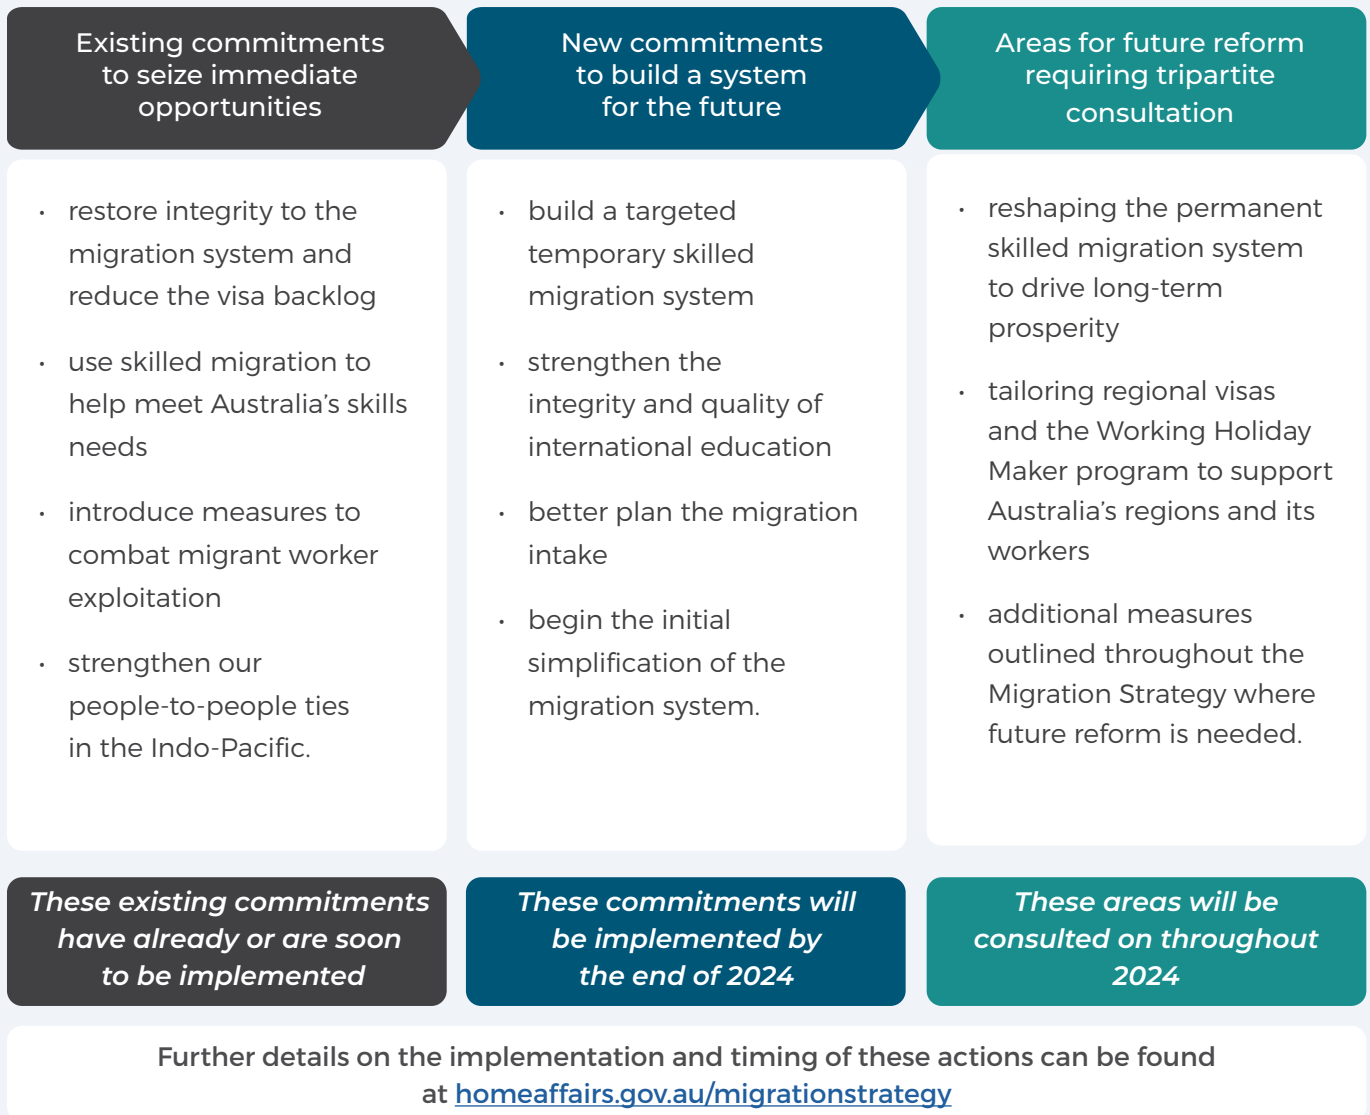 Existing commitments
to seize immediate
opportunities
• restore integrity to the
migration system and
reduce the visa backlog
• use skilled migration to
help meet Australia’s skills
needs
• introduce measures to
combat migrant worker
exploitation
• strengthen our
people-to-people ties
in the Indo-Pacific.
These existing commitments
have already or are soon
to be implemented
New commitments
to build a system
for the future
• build a targeted
temporary skilled
migration system
• strengthen the
integrity and quality of
international education
• better plan the migration
intake
• begin the initial
simplification of the
migration system.
These commitments will
be implemented by
the end of 2024
Areas for future reform
requiring tripartite
consultation
• reshaping the permanent
skilled migration system
to drive long-term
prosperity
• tailoring regional visas
and the Working Holiday
Maker program to support
Australia’s regions and its
workers
• additional measures
outlined throughout the
Migration Strategy where
future reform is needed.
These areas will be
consulted on throughout
2024
Further details on the implementation and timing of these actions can be found
at homeaffairs.gov.au/migrationstrategy